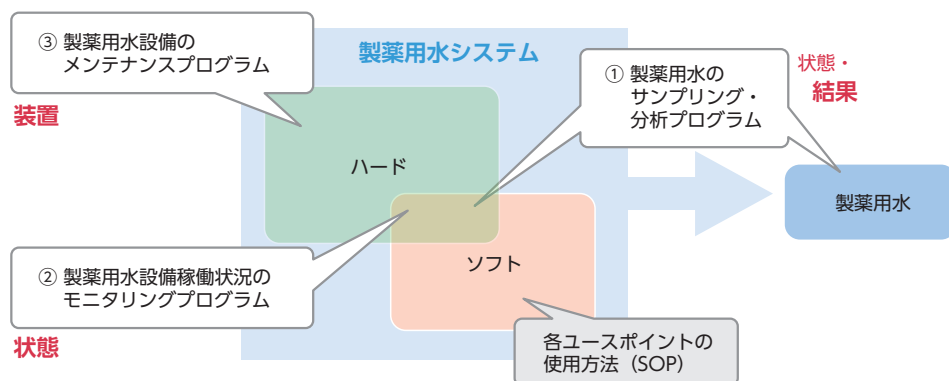 ③ 製薬用水設備の
メンテナンスプログラム
装置
製薬用水システム
① 製薬用水の
サンプリング・
分析プログラム
状態・
結果
ハード
製薬用水
ソフト
② 製薬用水設備稼働状況の
モニタリングプログラム
状態
各ユースポイントの
使用方法（SOP）